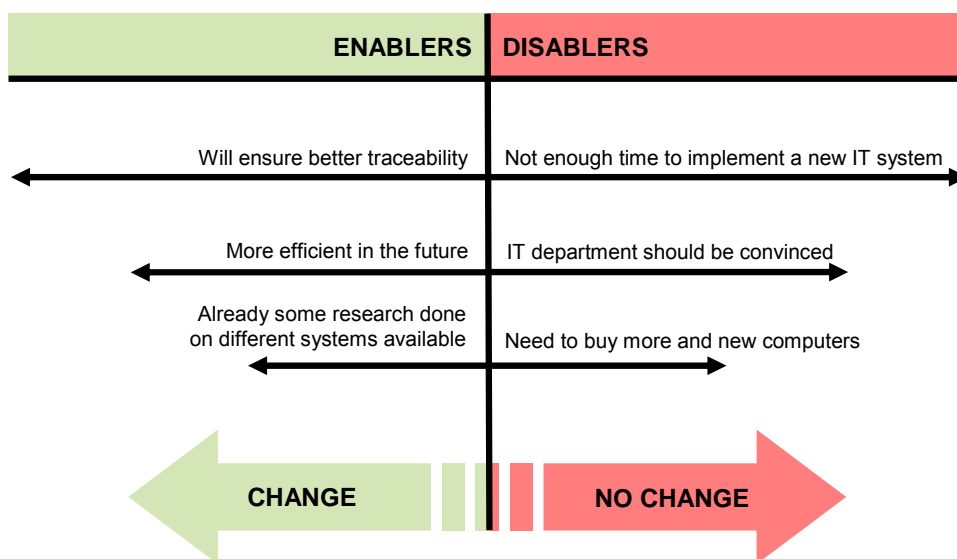 ENABLERS DISABLERS
Will ensure better traceability Not enough time to implement a new IT system
More efficient in the future IT department should be convinced
Already some research done
on different systems available Need to buy more and new computers
CHANGE NO CHANGE